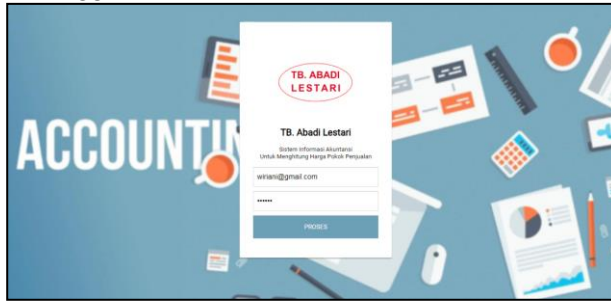 ACCOUNTIN
TB. ABADI
LESTARI
TB. Abadi Lestari
Sistem Informasi Akuntansi
Untuk Menghitung Harga Pokok Penjualan
wiriani@gmail.com
••••••
PROSES